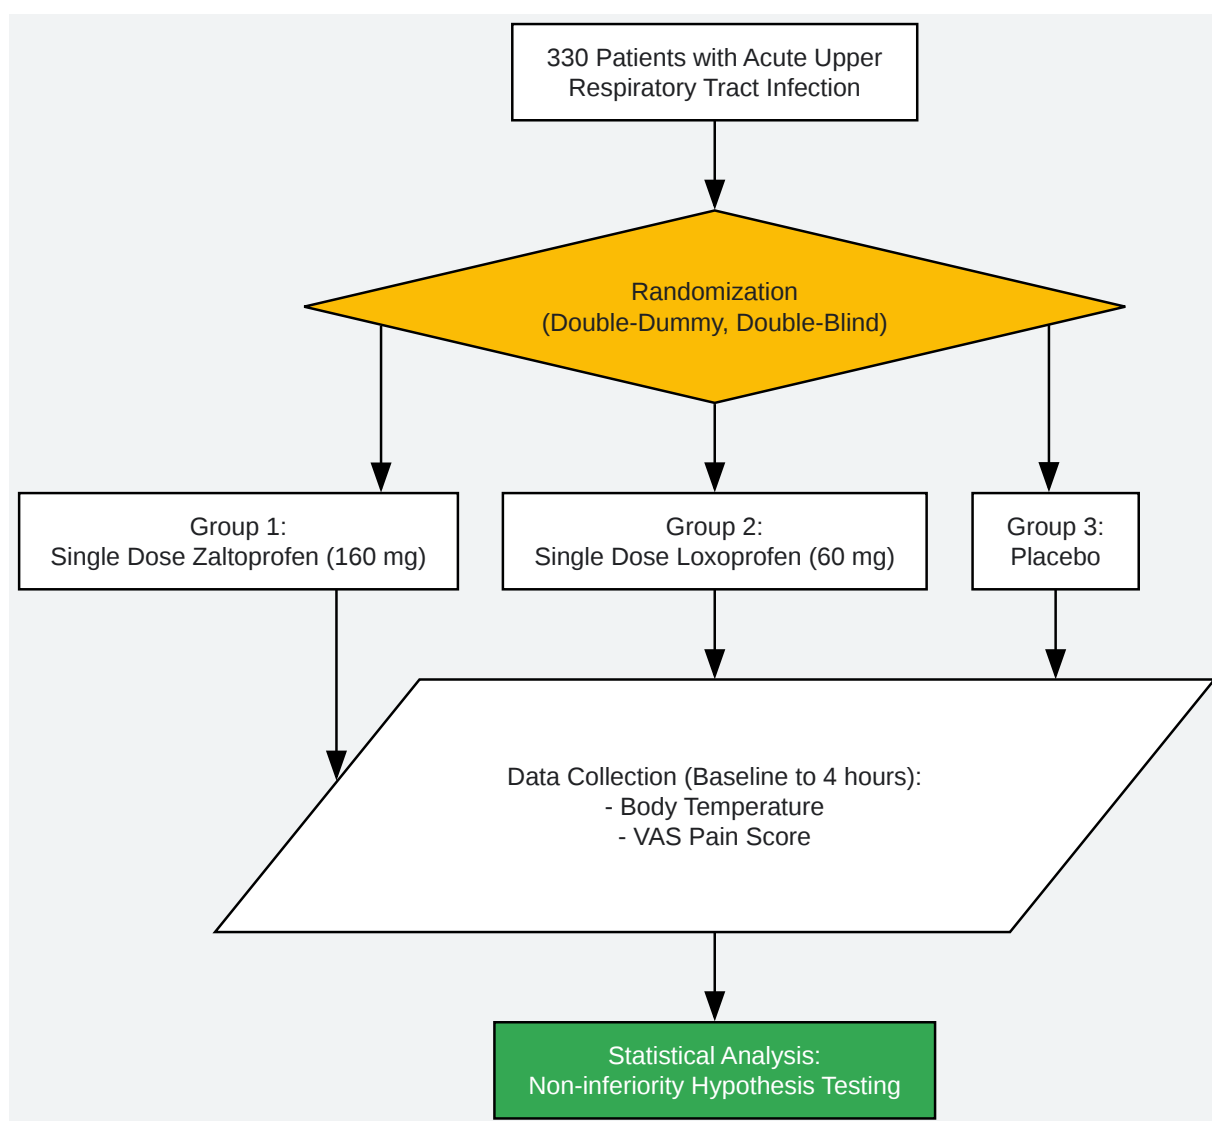 330 Patients with Acute Upper
Respiratory Tract Infection
Randomization
(Double-Dummy, Double-Blind)
Group 1:
Single Dose Zaltoprofen (160 mg)
Group 2:
Single Dose Loxoprofen (60 mg)
Group 3:
Placebo
Data Collection (Baseline to 4 hours):
- Body Temperature
- VAS Pain Score
Statistical Analysis:
Non-inferiority Hypothesis Testing